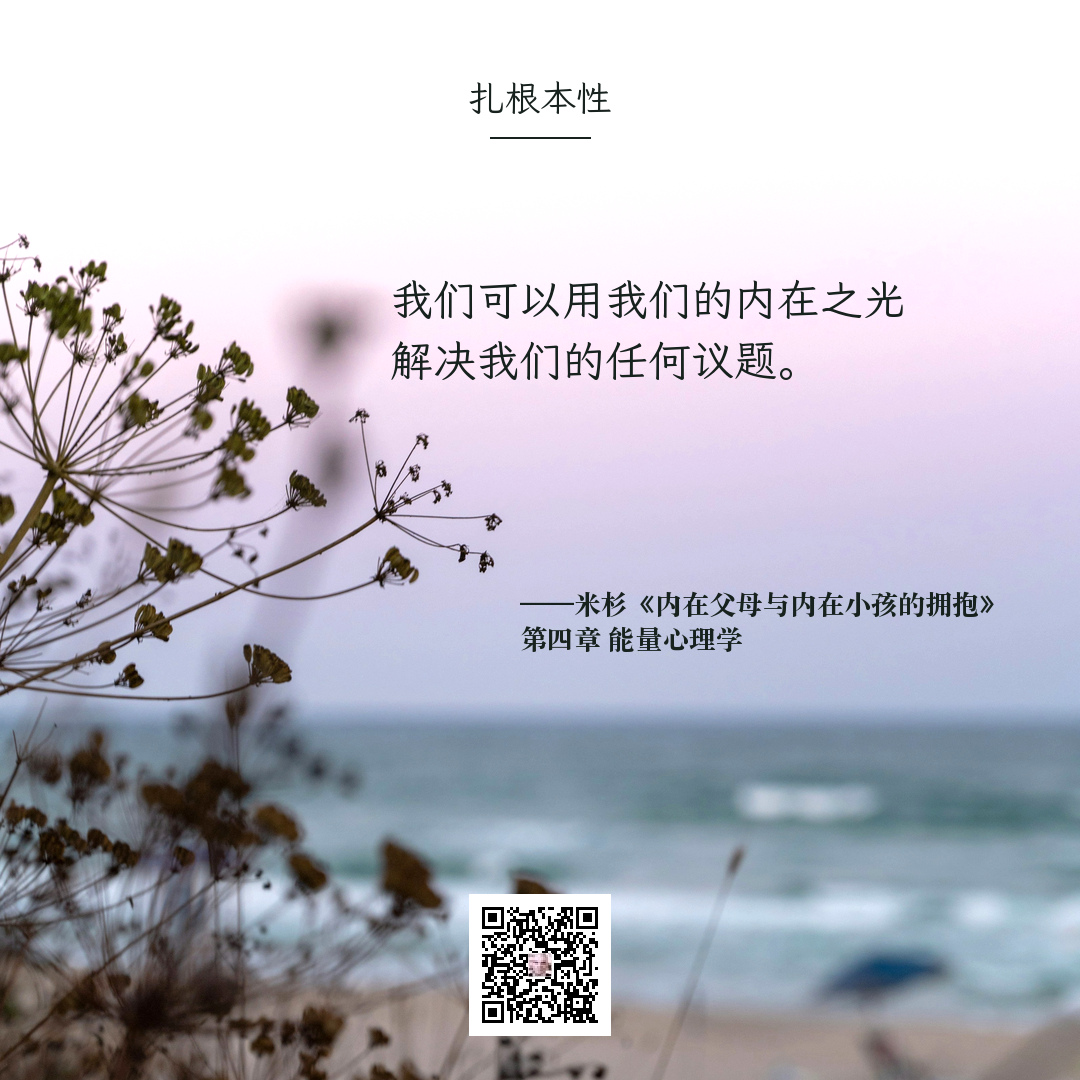 扎根本性
我们可以用我们的内在之光
解决我们的任何议题。
——米杉《内在父母与内在小孩的拥抱》
第四章 能量心理学